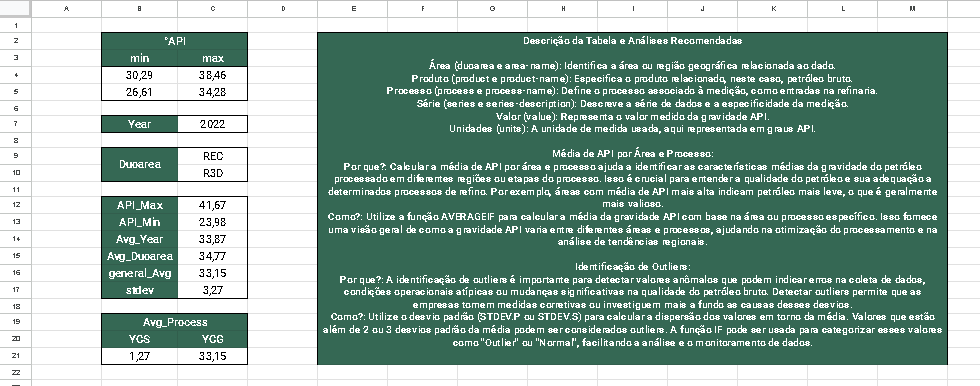 A B C D E F G H I J K L M
1
2 °API
3 min max
4 30,29 38,46
5 26,61 34,28
6
7 Year 2022
8
9 Duoarea REC
10 R3D
11
12 API_Max 41,67
13 API_Min 23,98
14 Avg_Year 33,87
15 Avg_Duoarea 34,77
16 general_Avg 33,15
17 stdev 3,27
18
19 Avg_Process
20 YCS YCG
21 1,27 33,15
22
Descrição da Tabela e Análises Recomendadas
Área (duoarea e area-name): Identifica a área ou região geográfica relacionada ao dado.
Produto (product e product-name): Especifica o produto relacionado, neste caso, petróleo bruto.
Processo (process e process-name): Define o processo associado à medição, como entradas na refinaria.
Série (series e series-description): Descreve a série de dados e a especificidade da medição.
Valor (value): Representa o valor medido da gravidade API.
Unidades (units): A unidade de medida usada, aqui representada em graus API.
Média de API por Área e Processo:
Por que?: Calcular a média de API por área e processo ajuda a identificar as características médias da gravidade do petróleo
processado em diferentes regiões ou etapas do processo. Isso é crucial para entender a qualidade do petróleo e sua adequação a
determinados processos de refino. Por exemplo, áreas com média de API mais alta indicam petróleo mais leve, o que é geralmente
mais valioso.
Como?: Utilize a função AVERAGEIF para calcular a média da gravidade API com base na área ou processo específico. Isso fornece
uma visão geral de como a gravidade API varia entre diferentes áreas e processos, ajudando na otimização do processamento e na
análise de tendências regionais.
Identificação de Outliers:
Por que?: A identificação de outliers é importante para detectar valores anômalos que podem indicar erros na coleta de dados,
condições operacionais atípicas ou mudanças significativas na qualidade do petróleo bruto. Detectar outliers permite que as
empresas tomem medidas corretivas ou investiguem mais a fundo as causas desses desvios.
Como?: Utilize o desvio padrão (STDEV.P ou STDEV.S) para calcular a dispersão dos valores em torno da média. Valores que estão
além de 2 ou 3 desvios padrão da média podem ser considerados outliers. A função IF pode ser usada para categorizar esses valores
como "Outlier" ou "Normal", facilitando a análise e o monitoramento de dados.